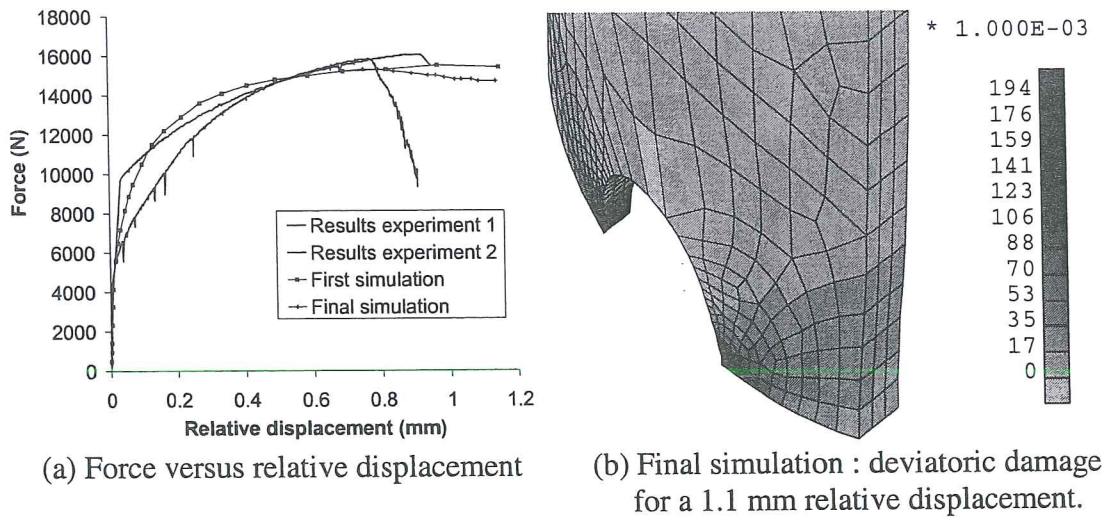 18000
16000
14000
12000
10000
8000
6000
4000
2000
0
Force (N)
0 0.2 0.4 0.6 0.8 1 1.2
Relative displacement (mm)
Results experiment 1
Results experiment 2
First simulation
Final simulation
(a) Force versus relative displacement
* 1.000E-03
194
176
159
141
123
106
88
70
53
35
17
0
(b) Final simulation : deviatoric damage
for a 1.1 mm relative displacement.